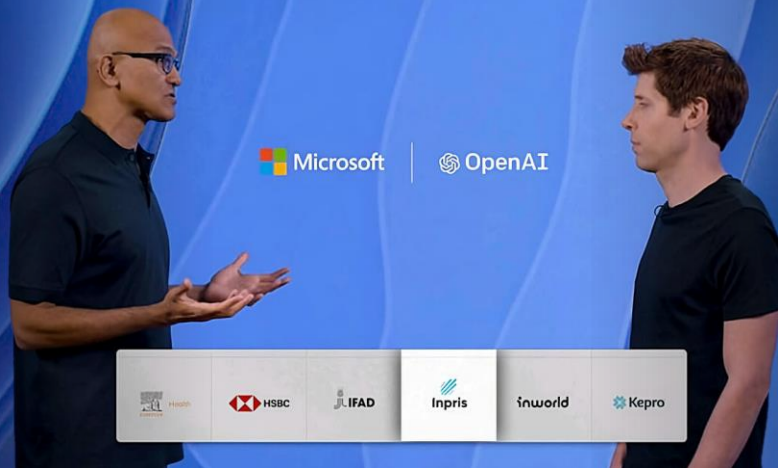 Microsoft | OpenAI
Health
HSBC
IFAD
Inpris
inworld
Kepro